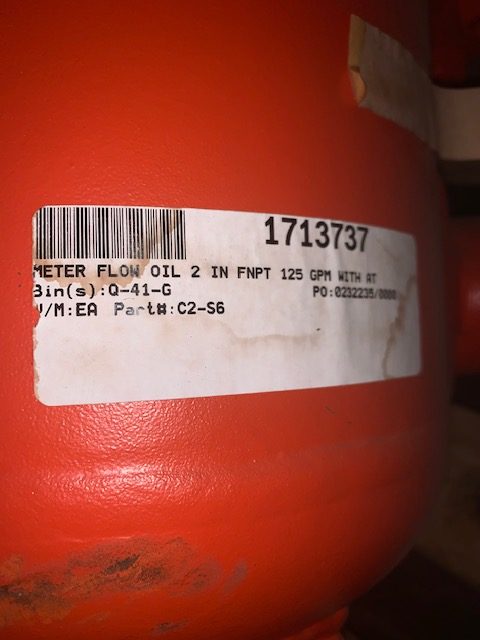 1713737
METER FLOW OIL 2 IN FNPT 125 GPM WITH AT
Bin(s):Q-41-G PO:0232235/0000
U/M:EA Part#:C2-S6